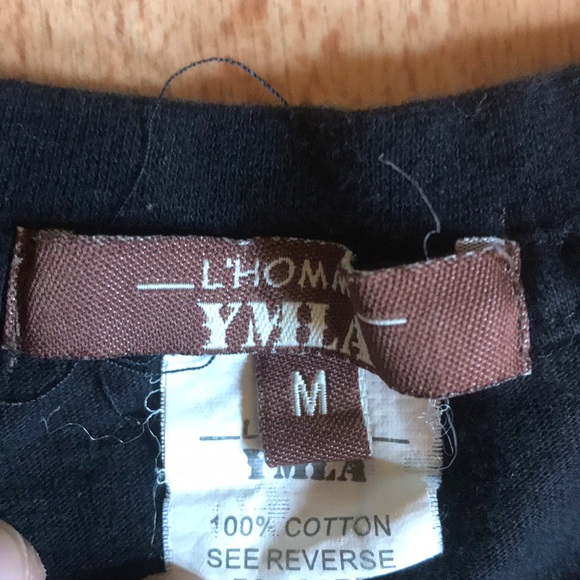 L'HOMM
YMLA
M
L
YMLA
100% COTTON
SEE REVERSE